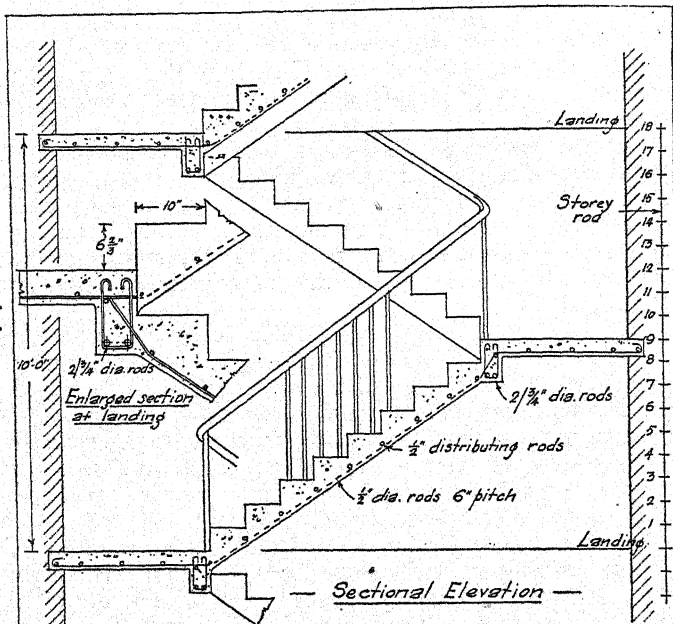 Landing
18
17
16
15
14
13
12
11
10
9
8
7
6
5
4
3
2
1
Storey
rod
10"
6 2/3"
10'-0"
2/3/4" dia. rods
Enlarged section
at landing
2/3/4" dia. rods
1/2" distributing rods
1/2" dia. rods 6" pitch
Landing
— Sectional Elevation —